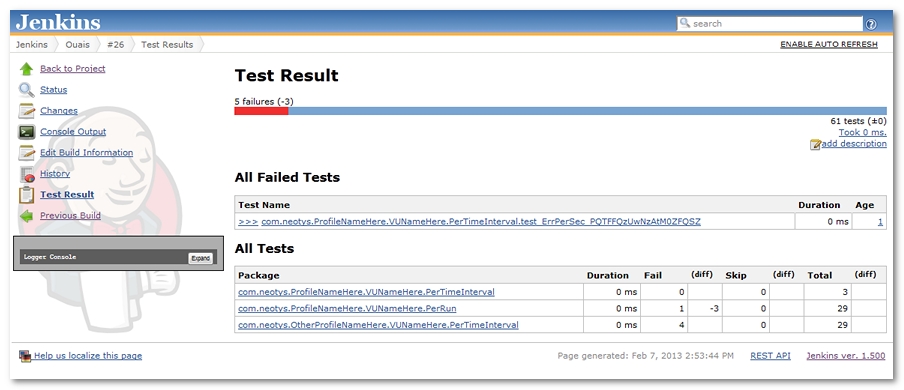 Jenkins
search
?
Jenkins Ouais #26 Test Results ENABLE AUTO REFRESH
Back to Project
Status
Changes
Console Output
Edit Build Information
History
Test Result
Previous Build
Logger Console Expand
Test Result
5 failures (-3)
61 tests (±0)
Took 0 ms.
add description
All Failed Tests
Test Name Duration Age
>>> com.neotys.ProfileNameHere.VUNameHere.PerTimeInterval.test_ErrPerSec_PQTFFQzUwNzAtM0ZFQSZ 0 ms 1
All Tests
Package Duration Fail (diff) Skip (diff) Total (diff)
com.neotys.ProfileNameHere.VUNameHere.PerTimeInterval 0 ms 0 0 3
com.neotys.ProfileNameHere.VUNameHere.PerRun 0 ms 1 -3 0 29
com.neotys.OtherProfileNameHere.VUNameHere.PerTimeInterval 0 ms 4 0 29
Help us localize this page Page generated: Feb 7, 2013 2:53:44 PM REST API Jenkins ver. 1.500